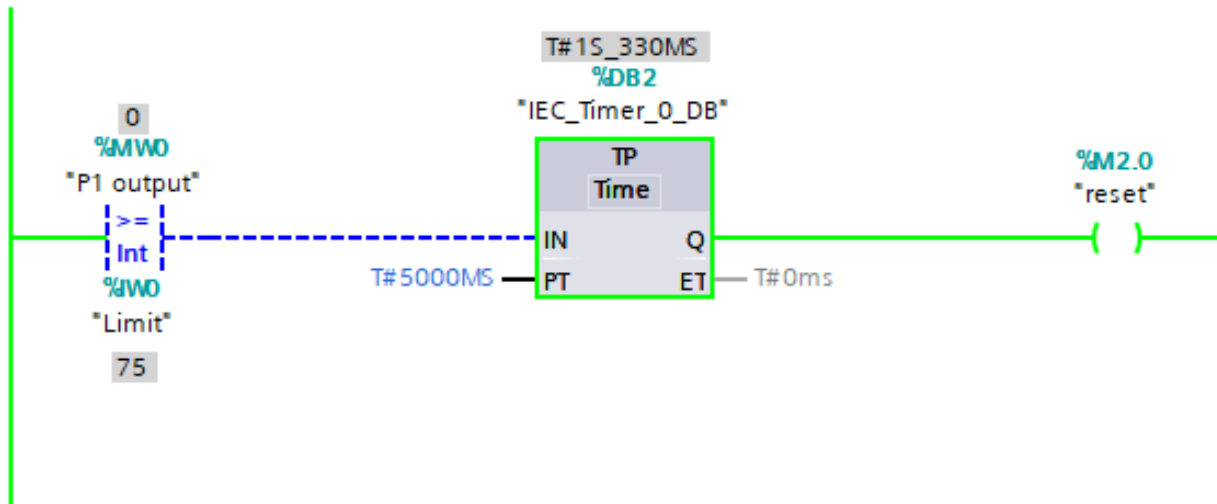 T#1S_330MS
%DB2
"IEC_Timer_0_DB"
0
%MW0
"P1 output"
>=
Int
%IW0
"Limit"
75
TP
Time
IN
Q
T#5000MS
PT
ET
T#0ms
%M2.0
"reset"